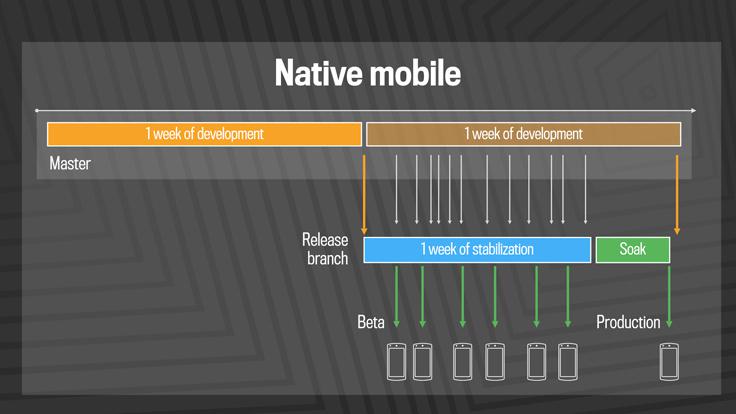 Native mobile
1 week of development
1 week of development
Master
Release
branch
1 week of stabilization
Soak
Beta
Production